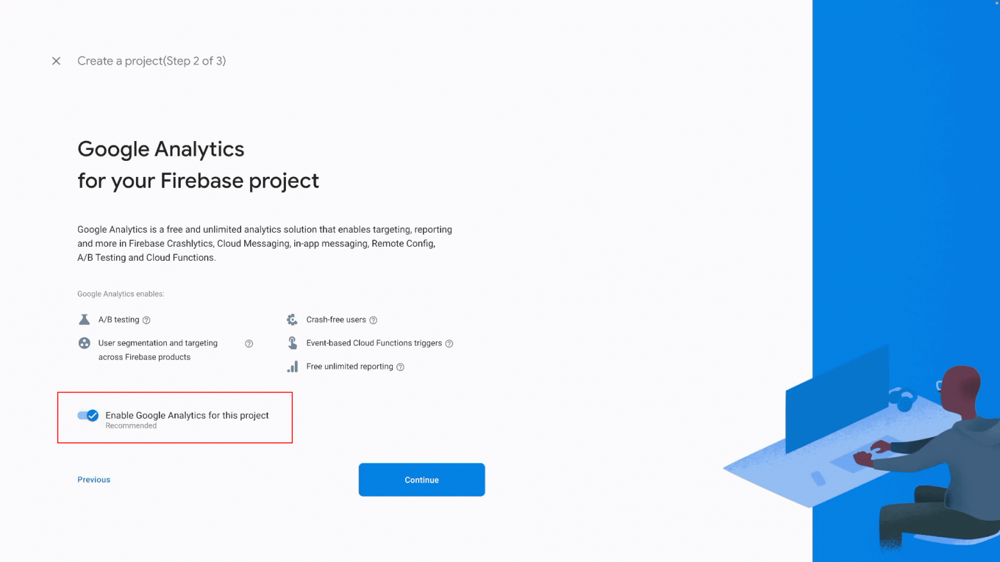 Create a project(Step 2 of 3)
Google Analytics
for your Firebase project
Google Analytics is a free and unlimited analytics solution that enables targeting, reporting
and more in Firebase Crashlytics, Cloud Messaging, in-app messaging, Remote Config,
A/B Testing and Cloud Functions.
Google Analytics enables:
A/B testing
User segmentation and targeting
across Firebase products
Crash-free users
Event-based Cloud Functions triggers
Free unlimited reporting
Enable Google Analytics for this project
Recommended
Previous
Continue